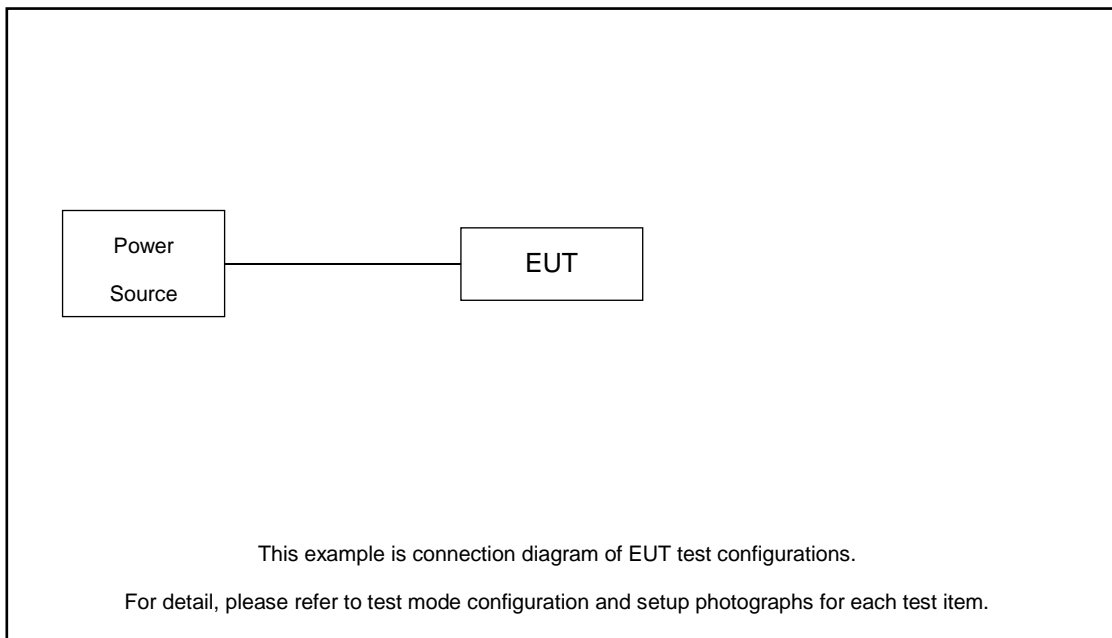 Power
Source
EUT
This example is connection diagram of EUT test configurations.
For detail, please refer to test mode configuration and setup photographs for each test item.